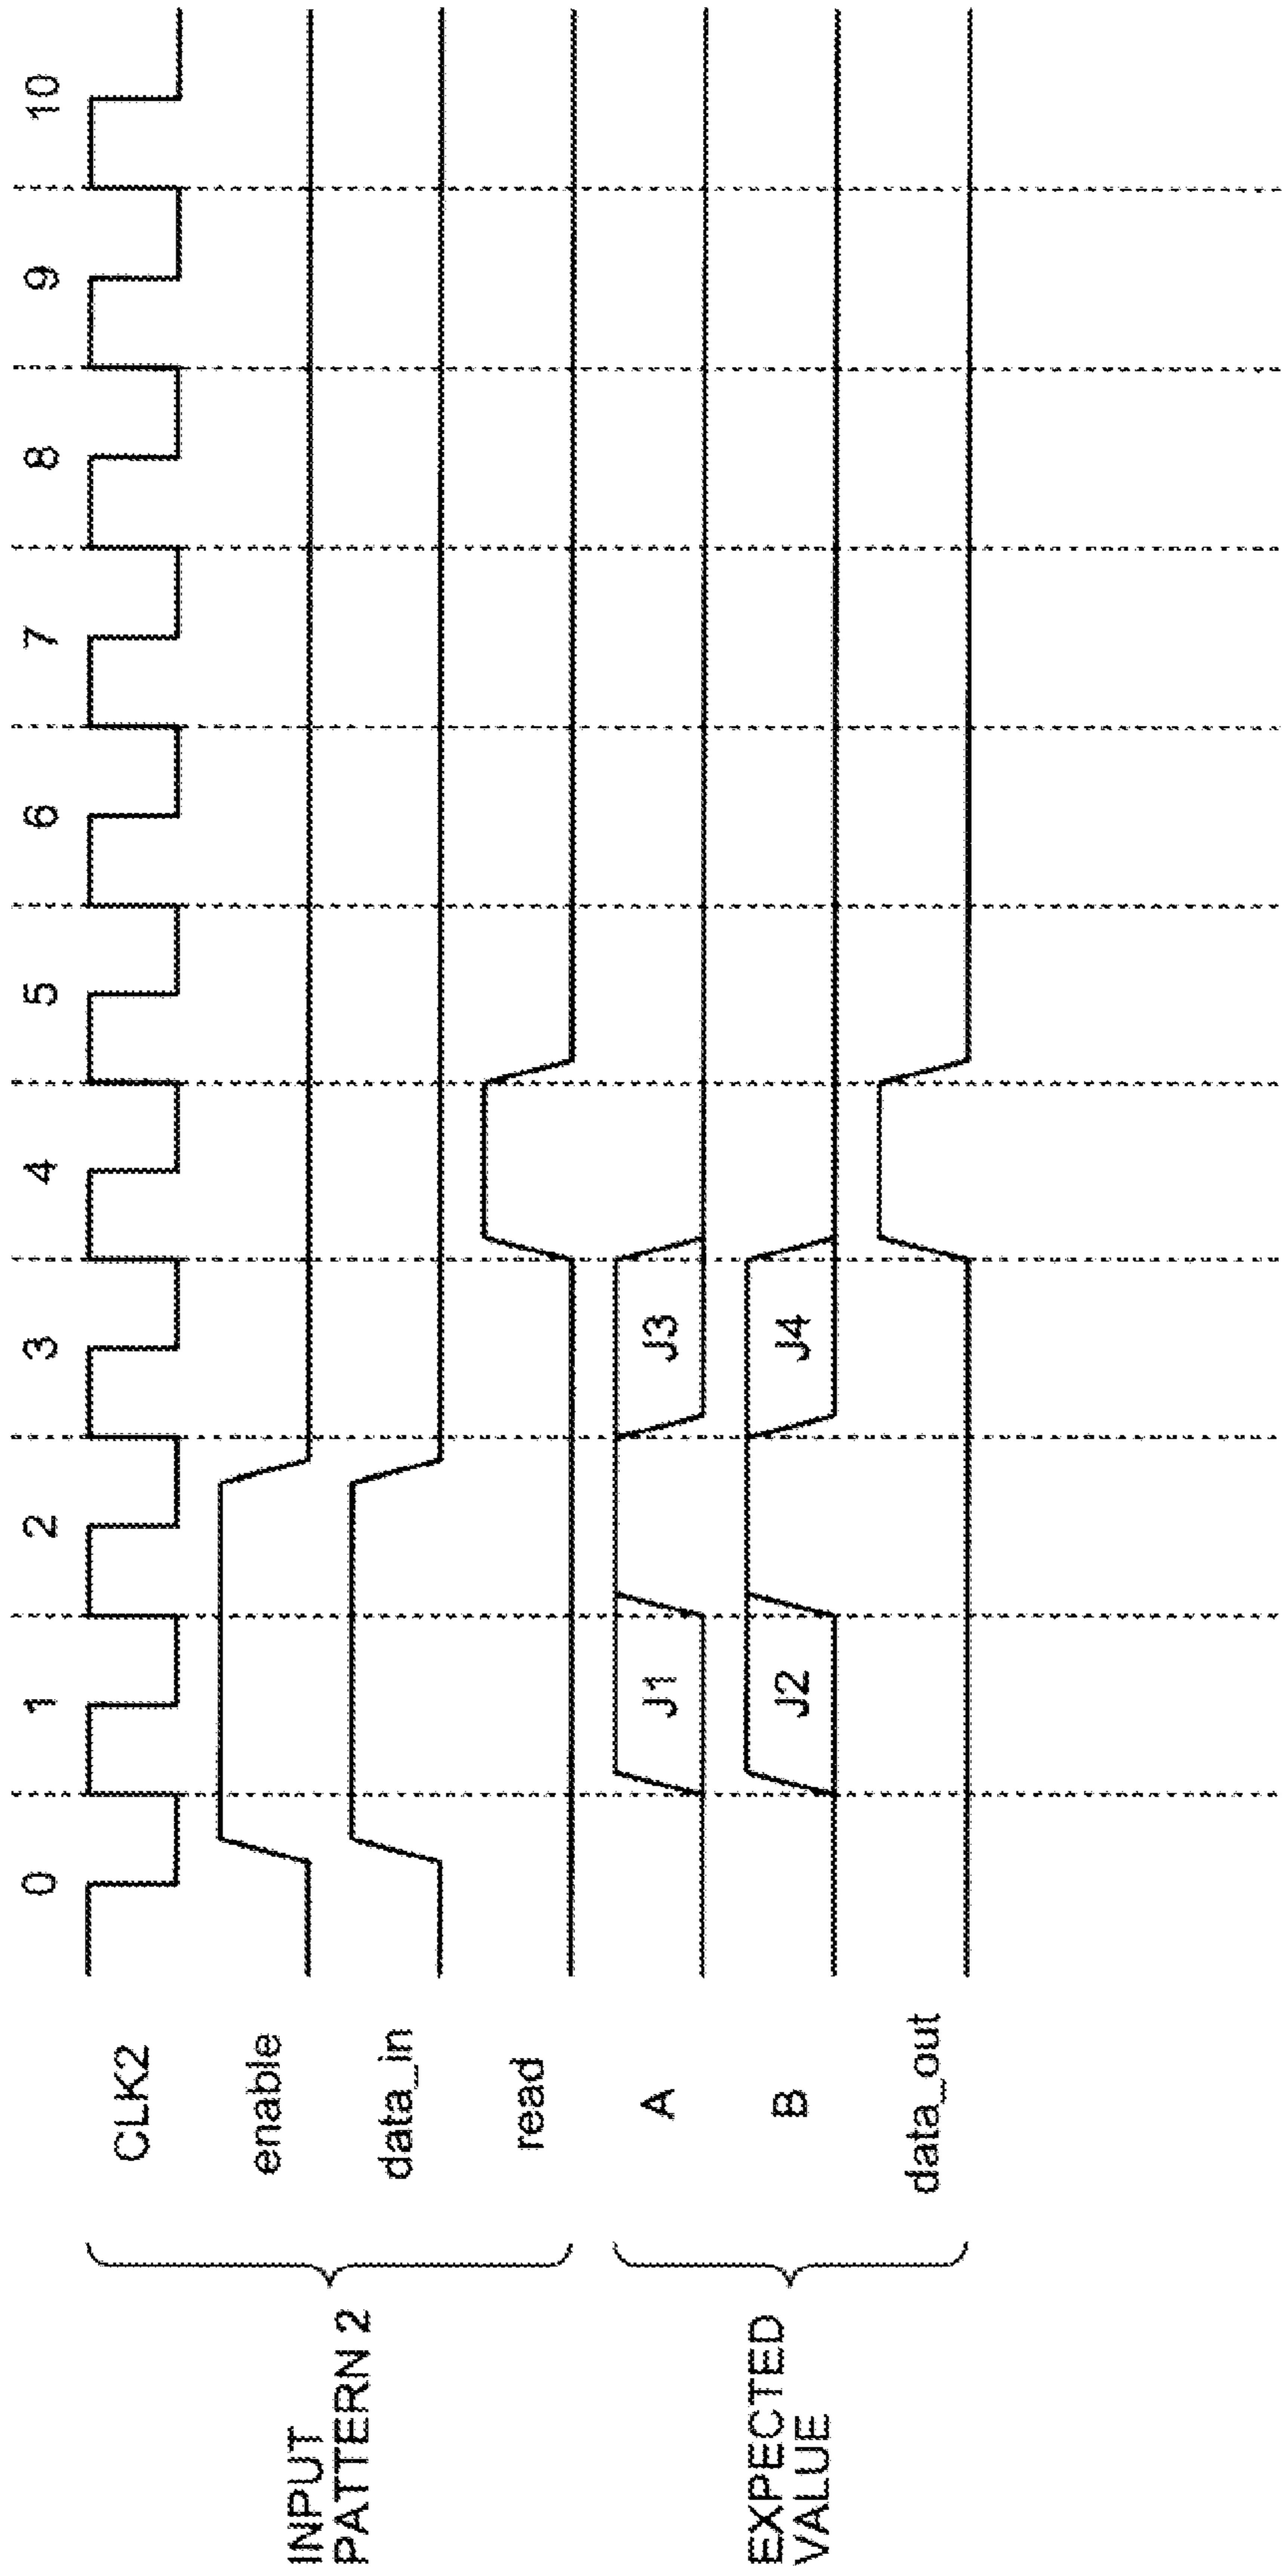 0 1 2 3 4 5 6 7 8 9 10
INPUT
PATTERN 2
CLK2
enable
data_in
read
EXPECTED
VALUE
A J1 J3
B J2 J4
data_out